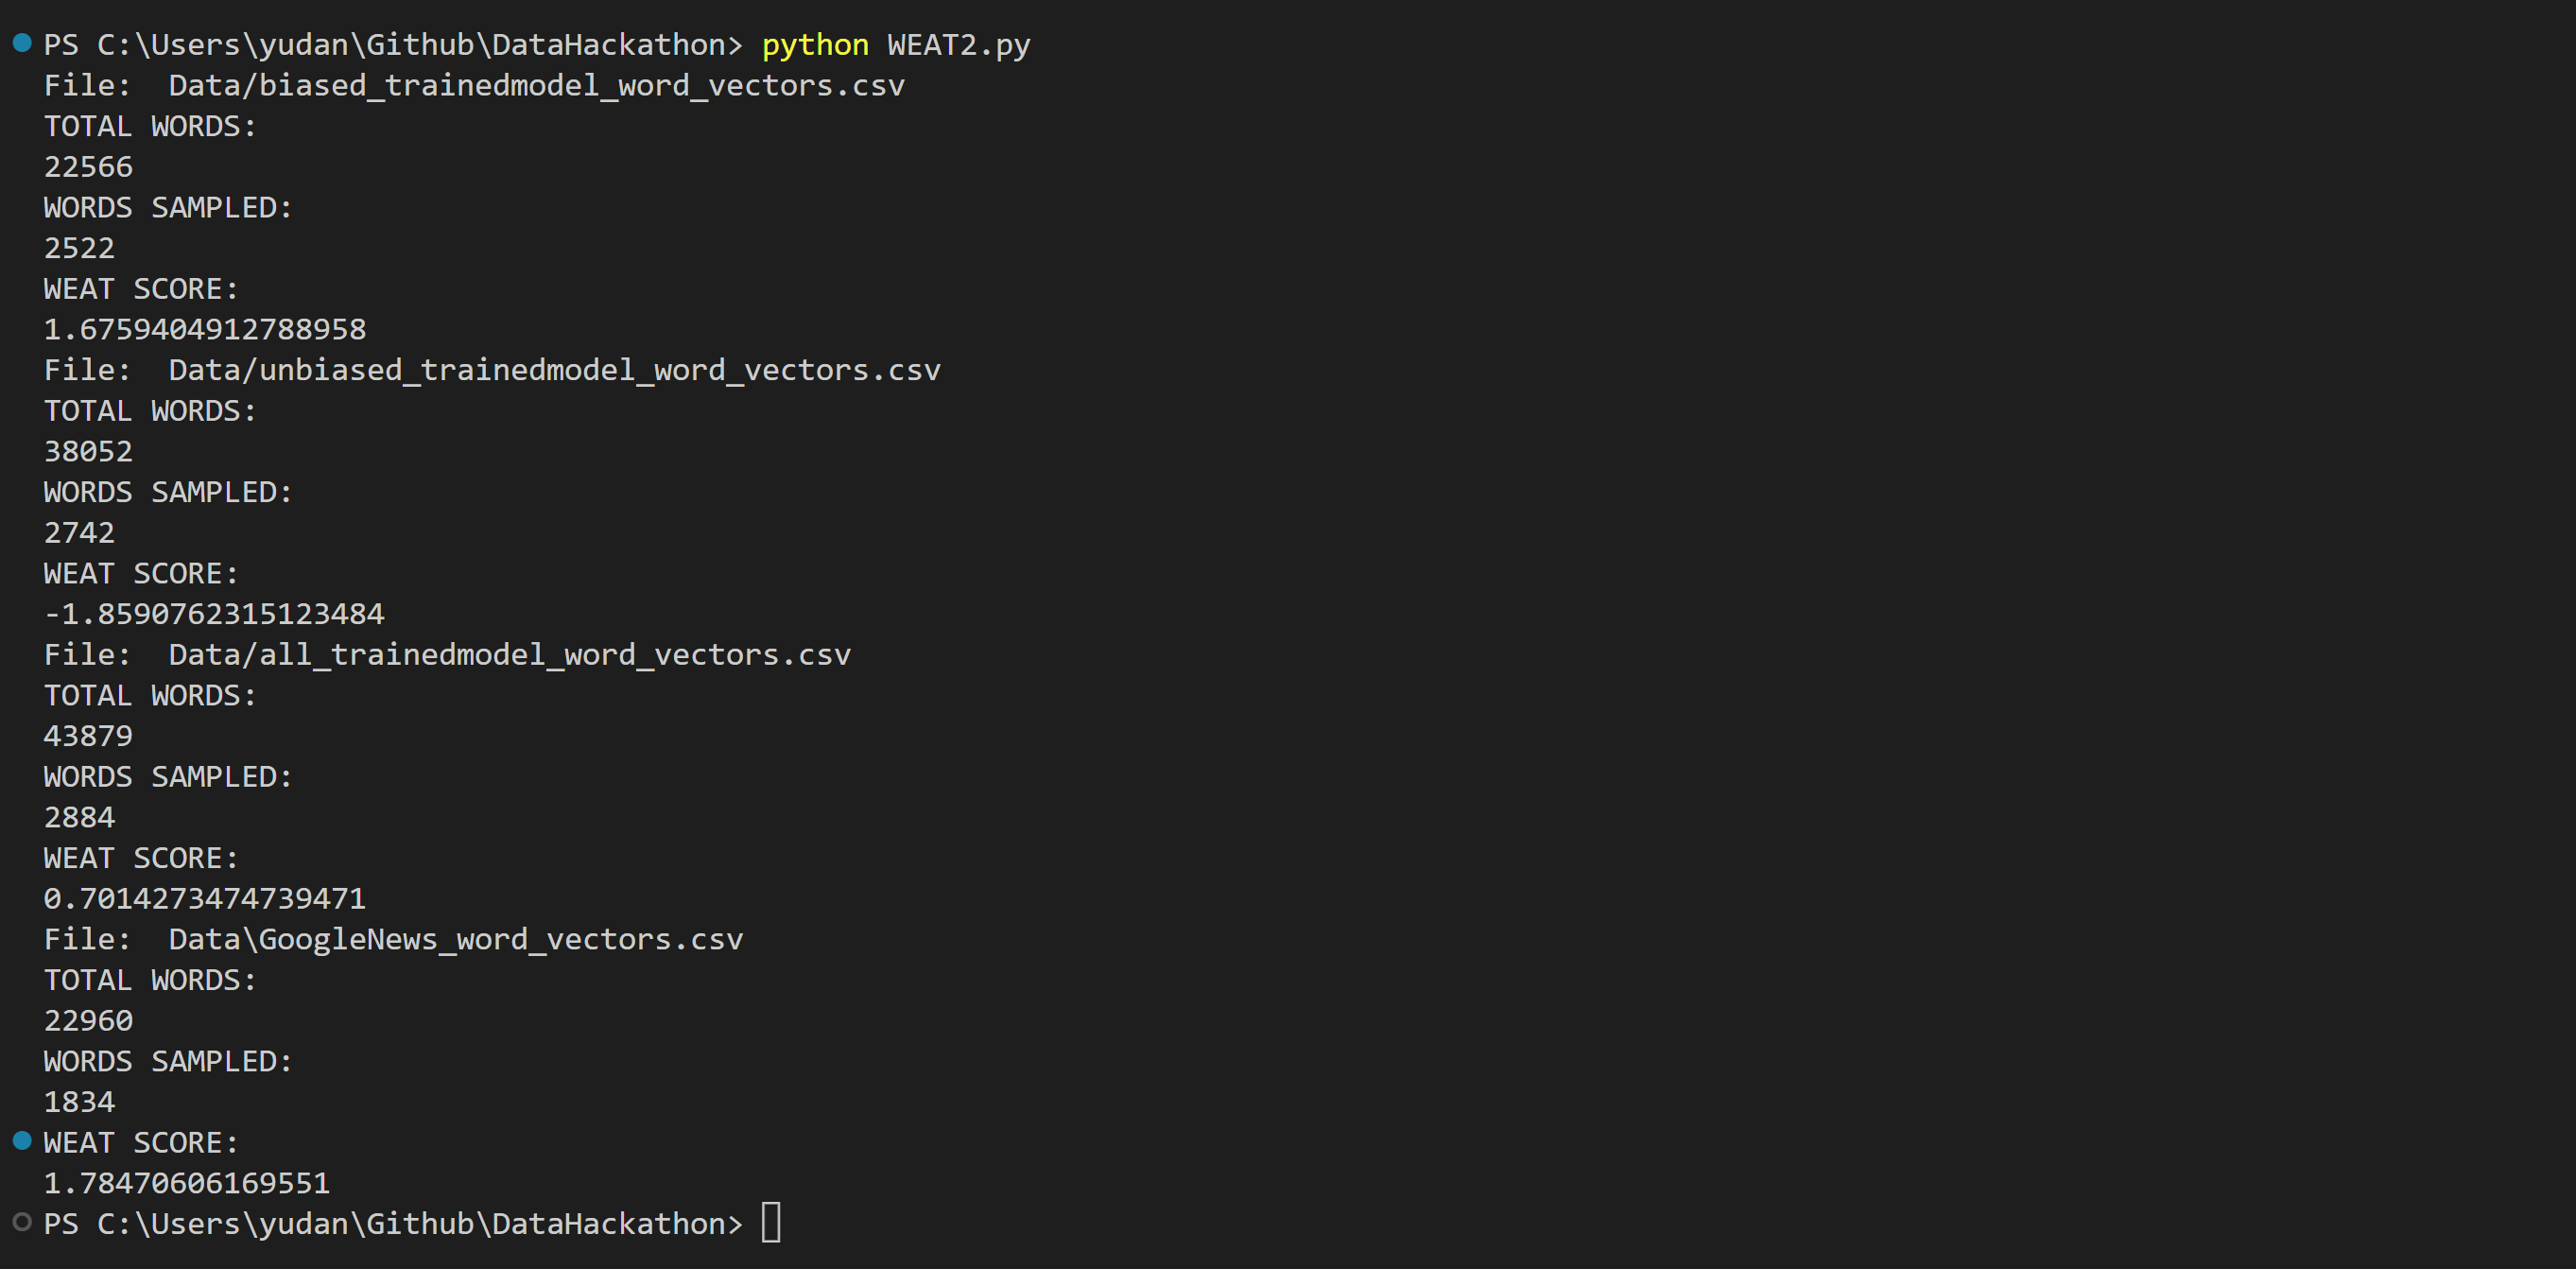 PS C:\Users\yudan\Github\DataHackathon> python WEAT2.py
File:  Data/biased_trainedmodel_word_vectors.csv
TOTAL WORDS:
22566
WORDS SAMPLED:
2522
WEAT SCORE:
1.6759404912788958
File:  Data/unbiased_trainedmodel_word_vectors.csv
TOTAL WORDS:
38052
WORDS SAMPLED:
2742
WEAT SCORE:
-1.8590762315123484
File:  Data/all_trainedmodel_word_vectors.csv
TOTAL WORDS:
43879
WORDS SAMPLED:
2884
WEAT SCORE:
0.7014273474739471
File:  Data\GoogleNews_word_vectors.csv
TOTAL WORDS:
22960
WORDS SAMPLED:
1834
WEAT SCORE:
1.78470606169551
PS C:\Users\yudan\Github\DataHackathon>